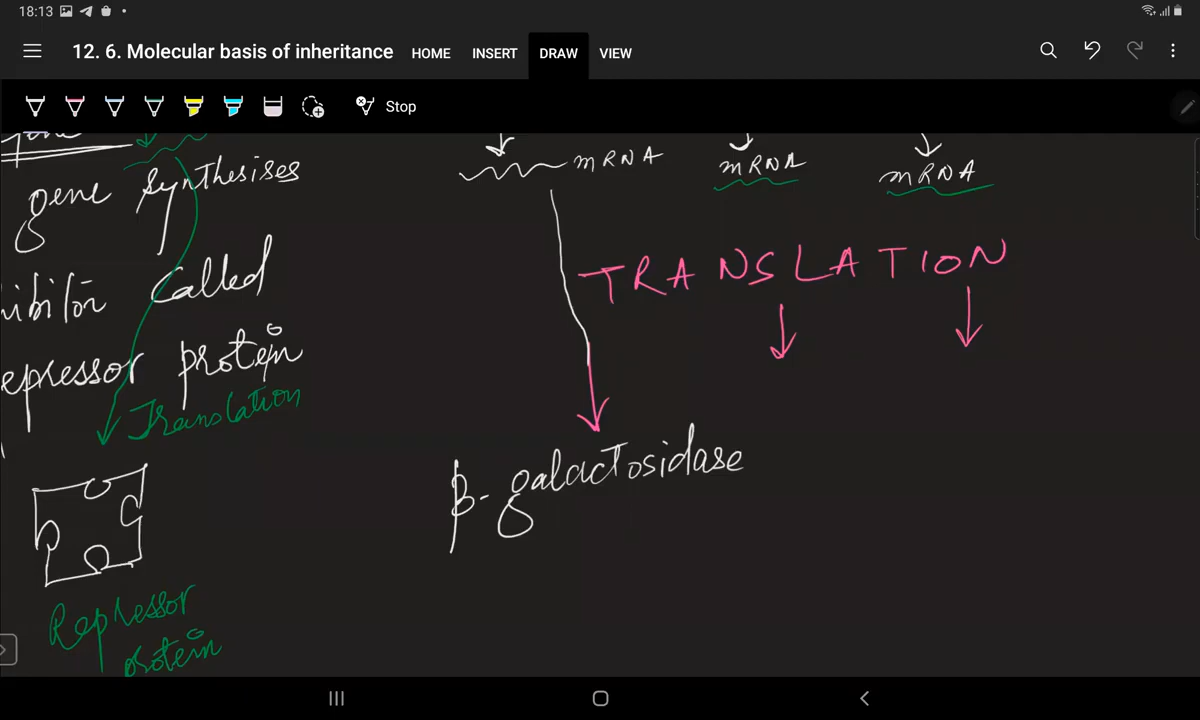 18:13
12. 6. Molecular basis of inheritance HOME INSERT DRAW VIEW
Stop
mRNA mRNA mRNA
gene synthesises
TRANSLATION
called
epressor protein
Translation
β-galactosidase
Repressor
protein